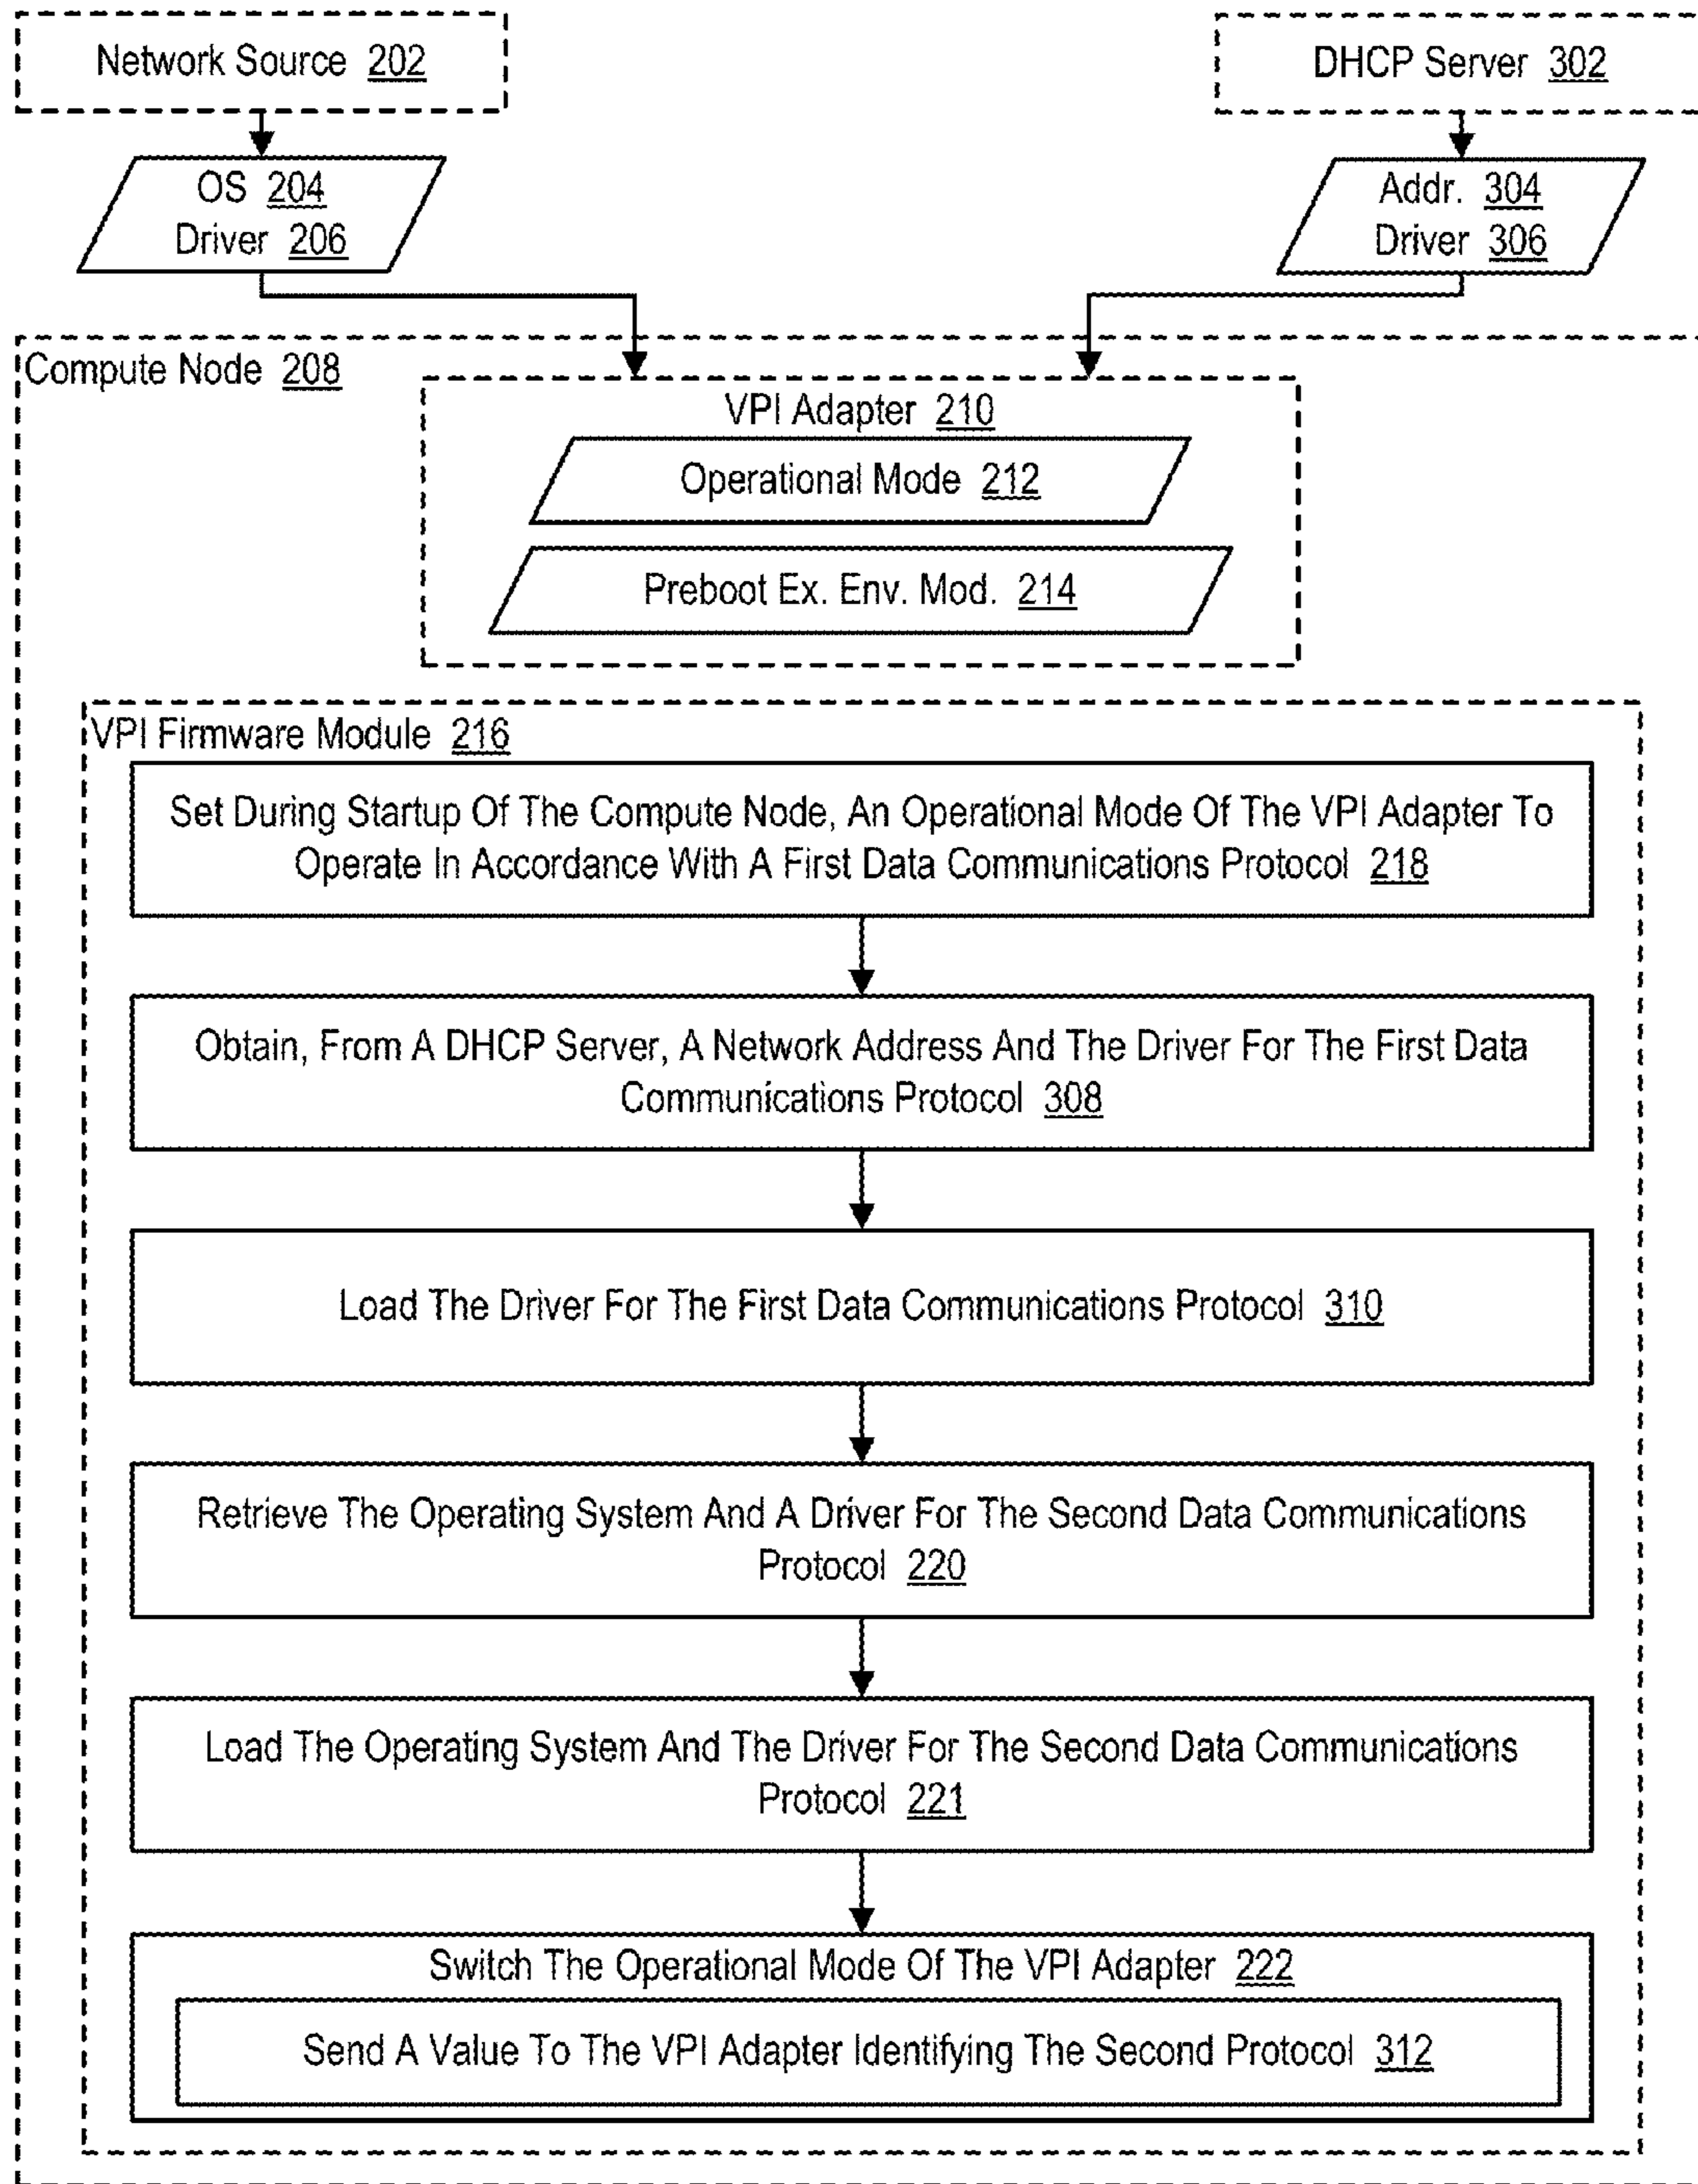 Network Source 202
DHCP Server 302
OS 204
Driver 206
Addr. 304
Driver 306
Compute Node 208
VPI Adapter 210
Operational Mode 212
Preboot Ex. Env. Mod. 214
VPI Firmware Module 216
Set During Startup Of The Compute Node, An Operational Mode Of The VPI Adapter To
Operate In Accordance With A First Data Communications Protocol 218
Obtain, From A DHCP Server, A Network Address And The Driver For The First Data
Communications Protocol 308
Load The Driver For The First Data Communications Protocol 310
Retrieve The Operating System And A Driver For The Second Data Communications
Protocol 220
Load The Operating System And The Driver For The Second Data Communications
Protocol 221
Switch The Operational Mode Of The VPI Adapter 222
Send A Value To The VPI Adapter Identifying The Second Protocol 312